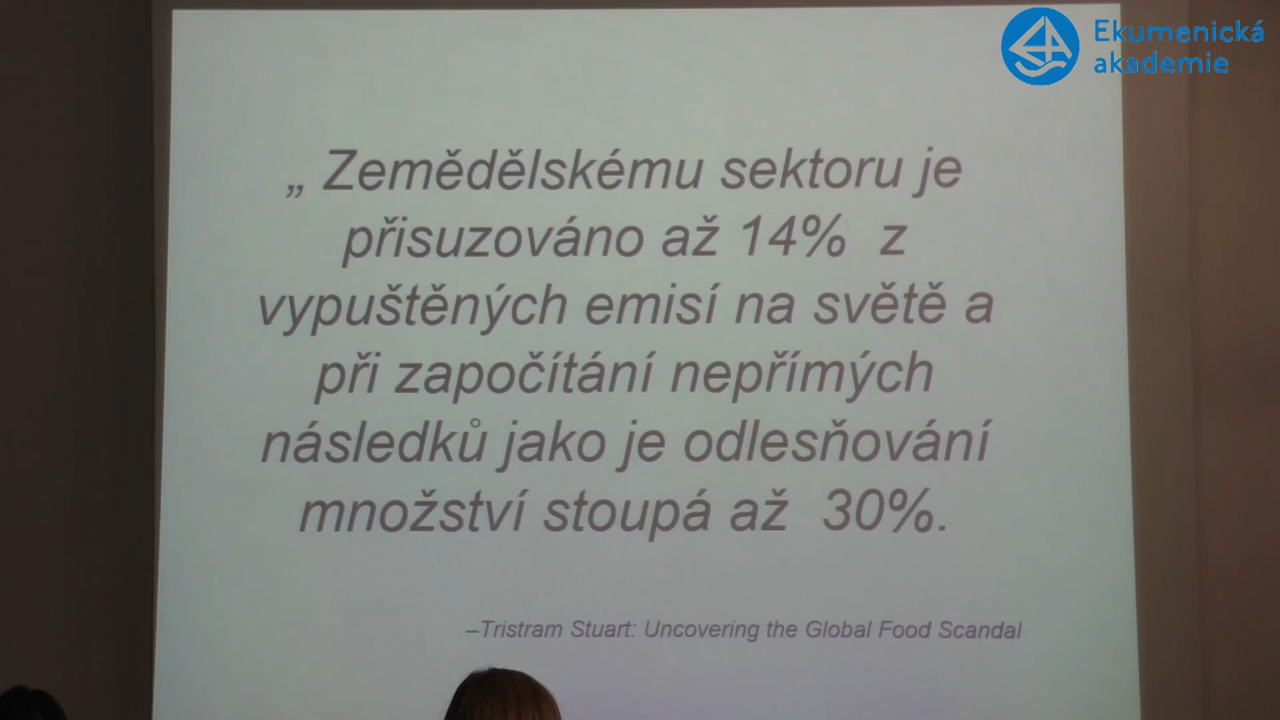 Ekumenická
akademie
„ Zemědělskému sektoru je
přisuzováno až 14% z
vypuštěných emisí na světě a
při započítání nepřímých
následků jako je odlesňování
množství stoupá až 30%.
–Tristram Stuart: Uncovering the Global Food Scandal